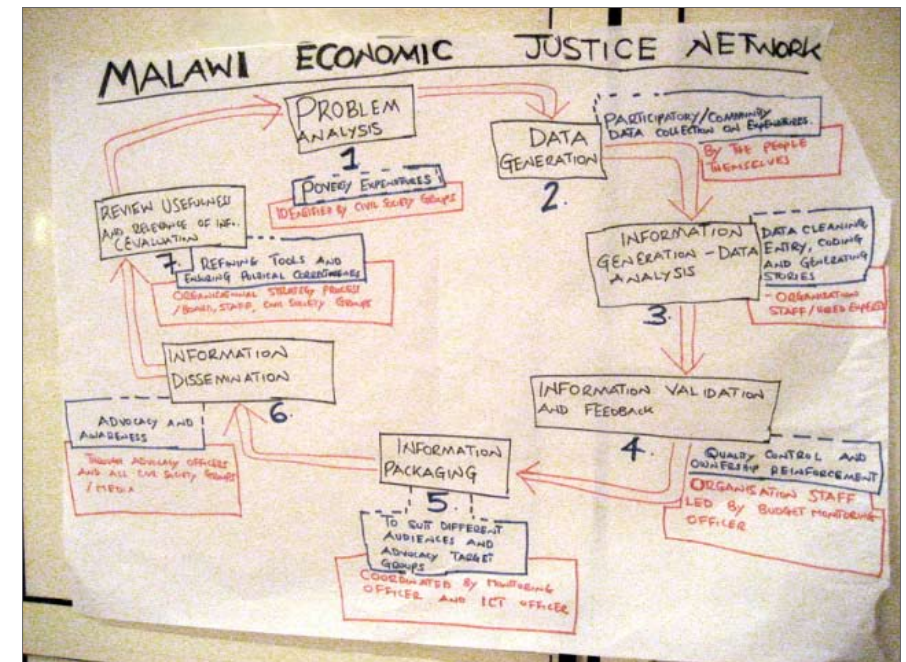 MALAWI ECONOMIC JUSTICE NETWORK
PROBLEM
ANALYSIS
1
POVERTY EXPENDITURES
IDENTIFIED BY CIVIL SOCIETY GROUPS
DATA
GENERATION
2.
PARTICIPATORY/COMMUNITY
DATA COLLECTION ON EXPENDITURES.
BY THE PEOPLE
THEMSELVES
INFORMATION
GENERATION - DATA
ANALYSIS
3.
DATA CLEANING
ENTRY, CODING
AND GENERATING
STORIES
- ORGANISATION
STAFF/HIRED EXPERTS
INFORMATION VALIDATION
AND FEEDBACK
4.
QUALITY CONTROL AND
OWNERSHIP REINFORCEMENT
ORGANISATION STAFF
LED BY BUDGET MONITORING
OFFICER
INFORMATION
PACKAGING
5.
TO SUIT DIFFERENT
AUDIENCES AND
ADVOCACY TARGET
GROUPS
COORDINATED BY MONITORING
OFFICER AND ICT OFFICER
INFORMATION
DISSEMINATION
6.
ADVOCACY AND
AWARENESS
THROUGH ADVOCACY OFFICERS
AND ALL CIVIL SOCIETY GROUPS
/MEDIA
REVIEW USEFULNESS
AND RELEVANCE OF INFO.
(EVALUATION
7.
REFINING TOOLS AND
ENSURING POLITICAL CORRECTNESS
ORGANISATIONAL STRATEGY PROCESS
/BOARD, STAFF, CIVIL SOCIETY GROUPS